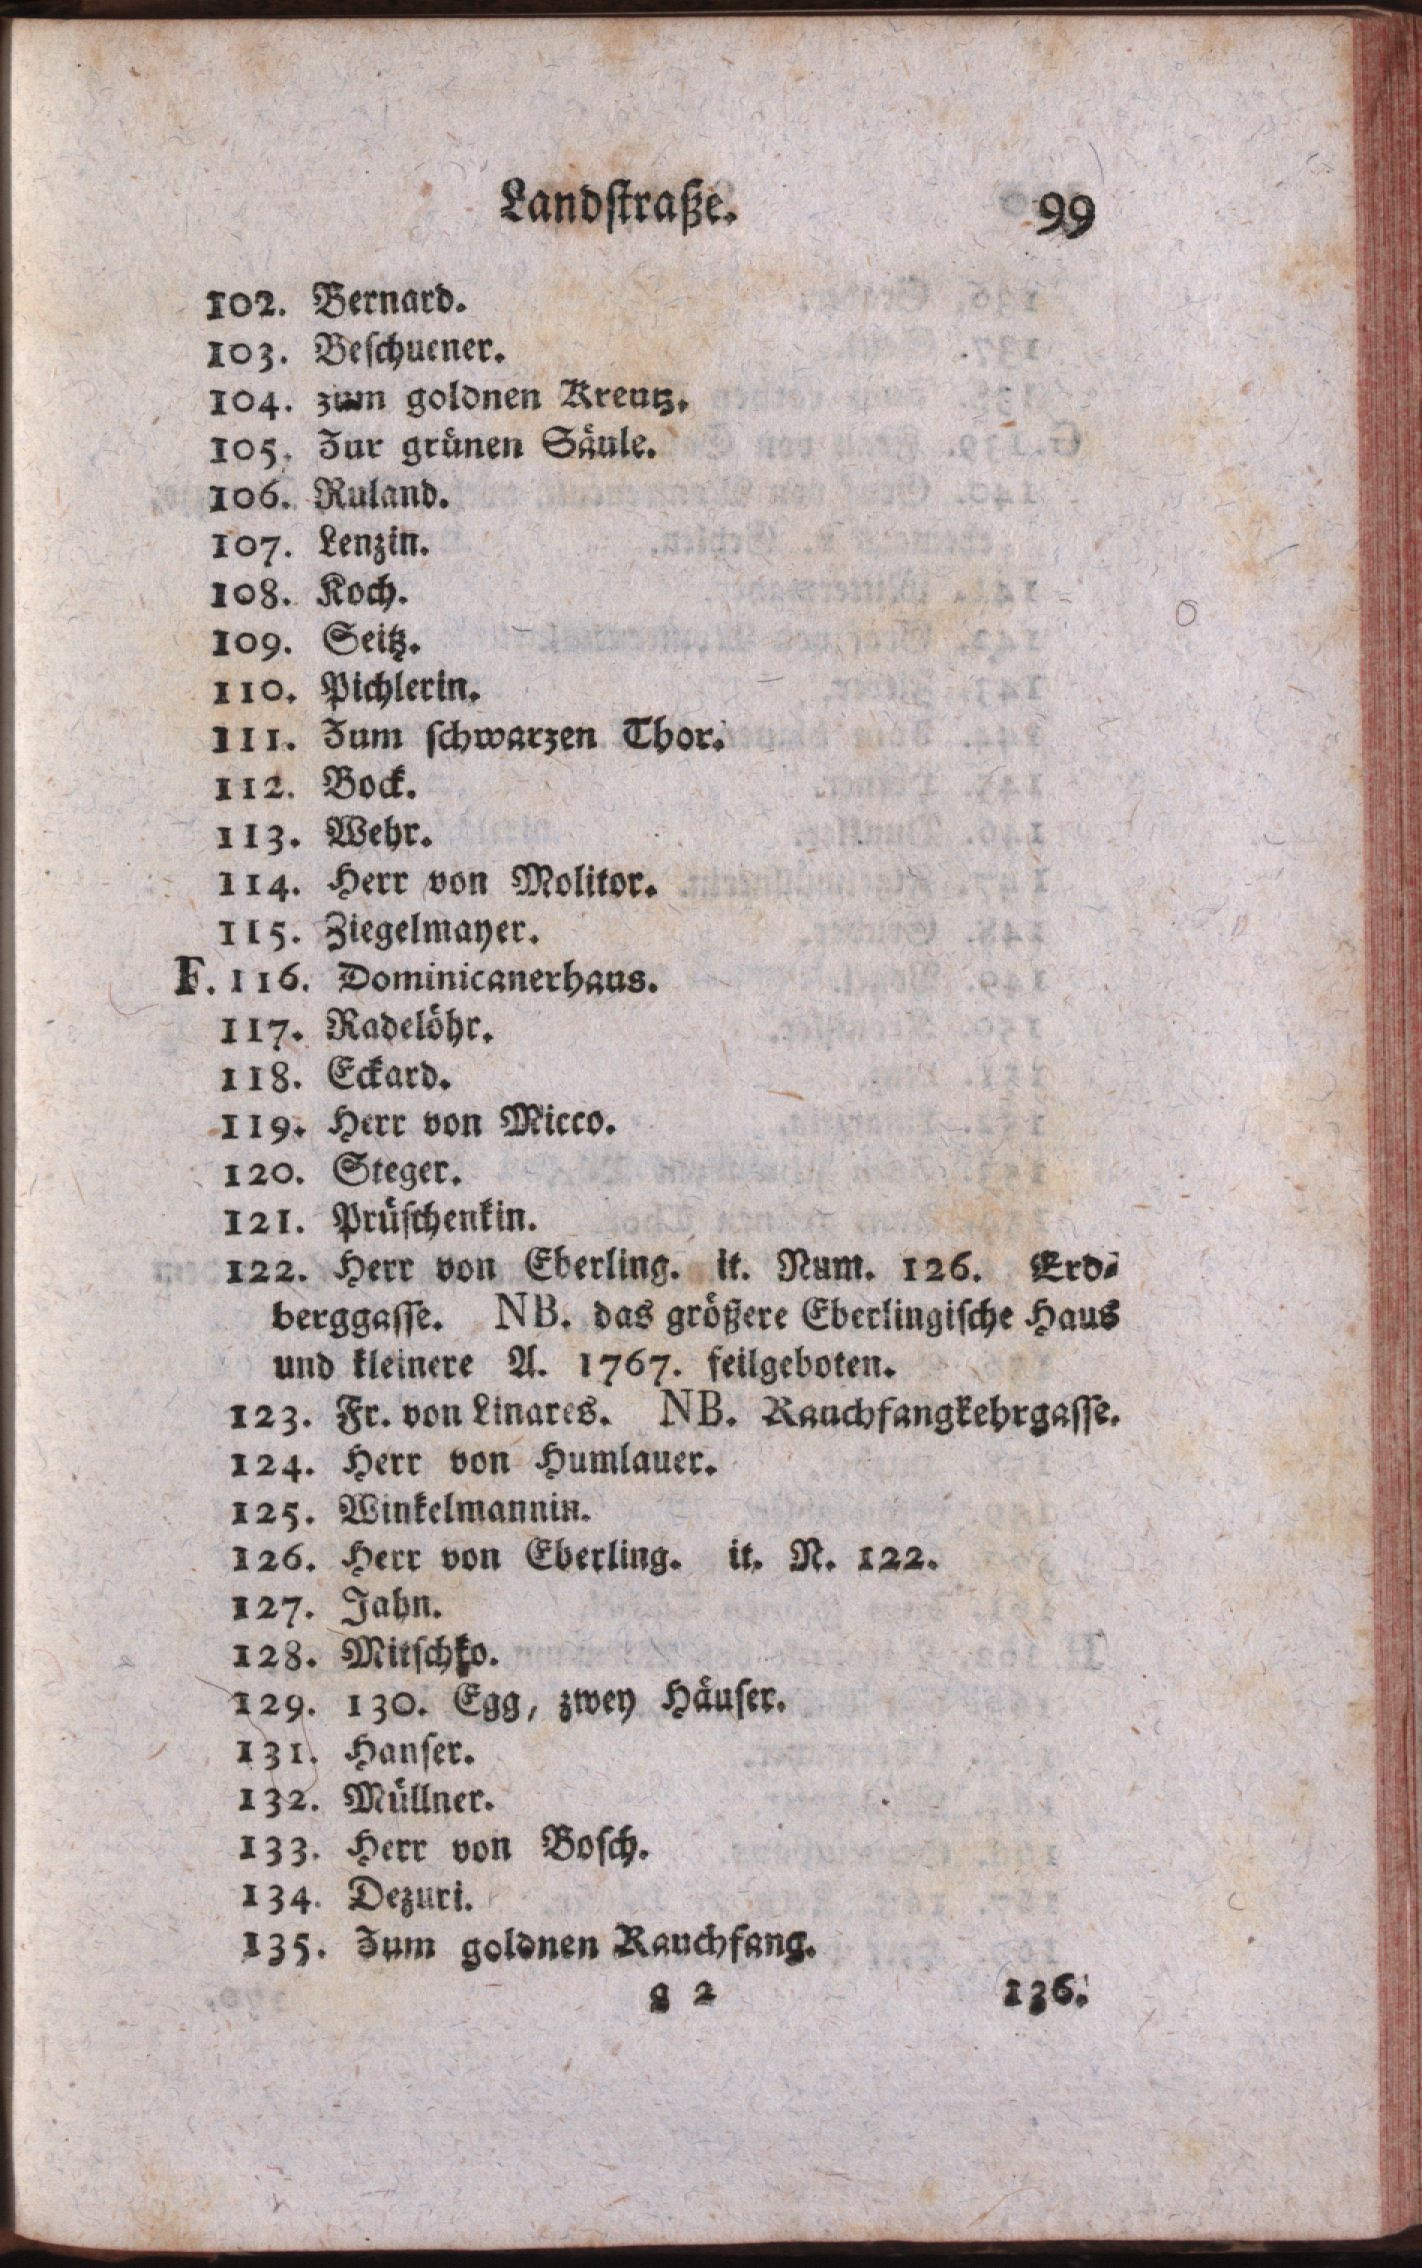 Landstraße. 99
102. Bernard.
103. Beschuener.
104. zum goldnen Kreutz.
105. Zur grünen Säule.
106. Ruland.
107. Lenzin.
108. Koch.
109. Seitz.
110. Pichlerin.
111. Zum schwarzen Thor.
112. Bock.
113. Wehr.
114. Herr von Molitor.
115. Ziegelmayer.
F. 116. Dominicanerhaus.
117. Radelöhr.
118. Eckard.
119. Herr von Micco.
120. Steger.
121. Prüschenkin.
122. Herr von Eberling. it. Num. 126. Erd-
berggasse. NB. das größere Eberlingische Haus
und kleinere A. 1767. feilgeboten.
123. Fr. von Linares. NB. Rauchfangkehrgasse.
124. Herr von Humlauer.
125. Winkelmannin.
126. Herr von Eberling. it. N. 122.
127. Jahn.
128. Mitschko.
129. 130. Egg, zwey Häuser.
131. Hanser.
132. Müllner.
133. Herr von Bosch.
134. Dezuri.
135. Zum goldnen Rauchfang.
g 2 136.